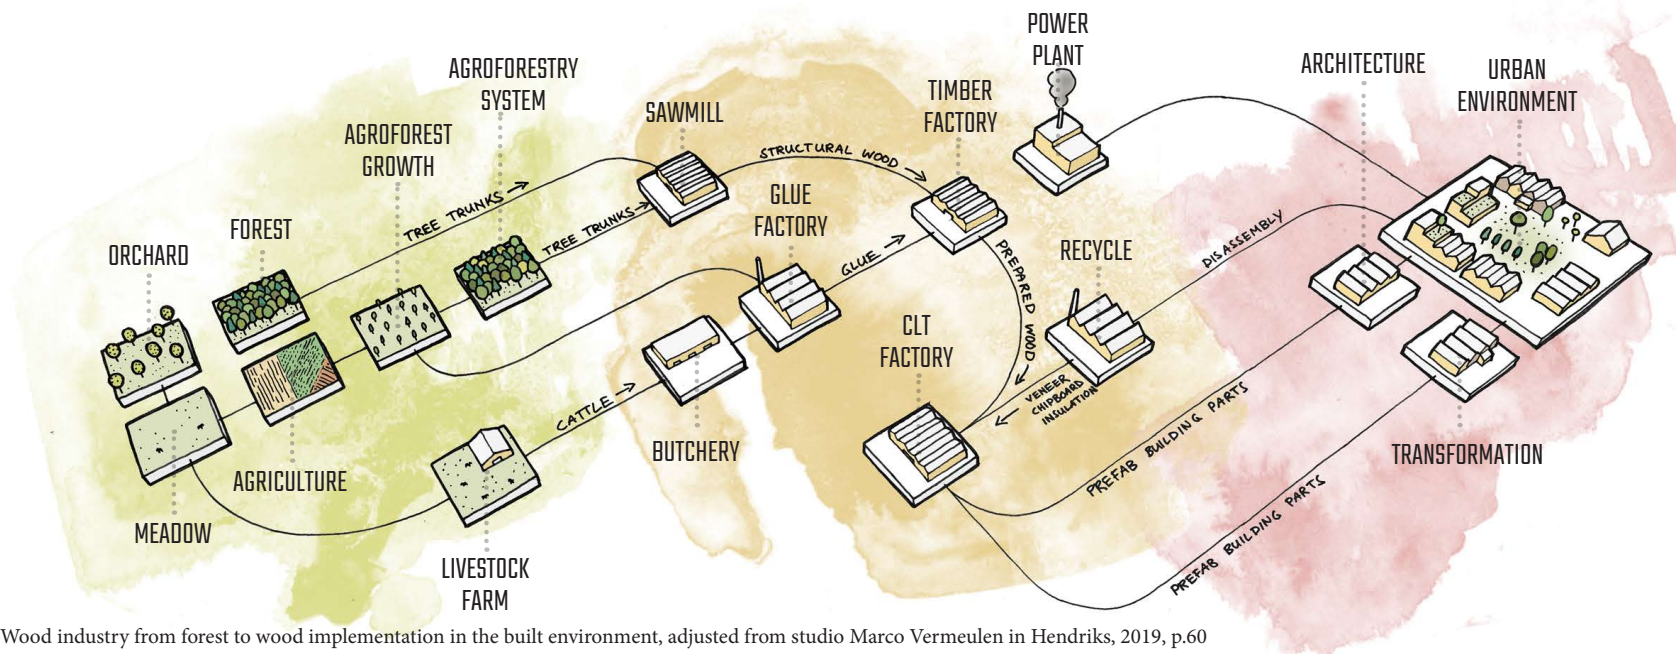 POWER
PLANT
ARCHITECTURE
URBAN
ENVIRONMENT
AGROFORESTRY
SYSTEM
TIMBER
FACTORY
SAWMILL
AGROFOREST
GROWTH
STRUCTURAL WOOD
GLUE
FACTORY
TREE TRUNKS
TREE TRUNKS
FOREST
ORCHARD
GLUE
PREPARED WOOD
RECYCLE
DISASSEMBLY
CLT
FACTORY
VENEER
CHIPBOARD
INSULATION
CATTLE
BUTCHERY
PREFAB BUILDING PARTS
TRANSFORMATION
AGRICULTURE
MEADOW
PREFAB BUILDING PARTS
LIVESTOCK
FARM
Wood industry from forest to wood implementation in the built environment, adjusted from studio Marco Vermeulen in Hendriks, 2019, p.60